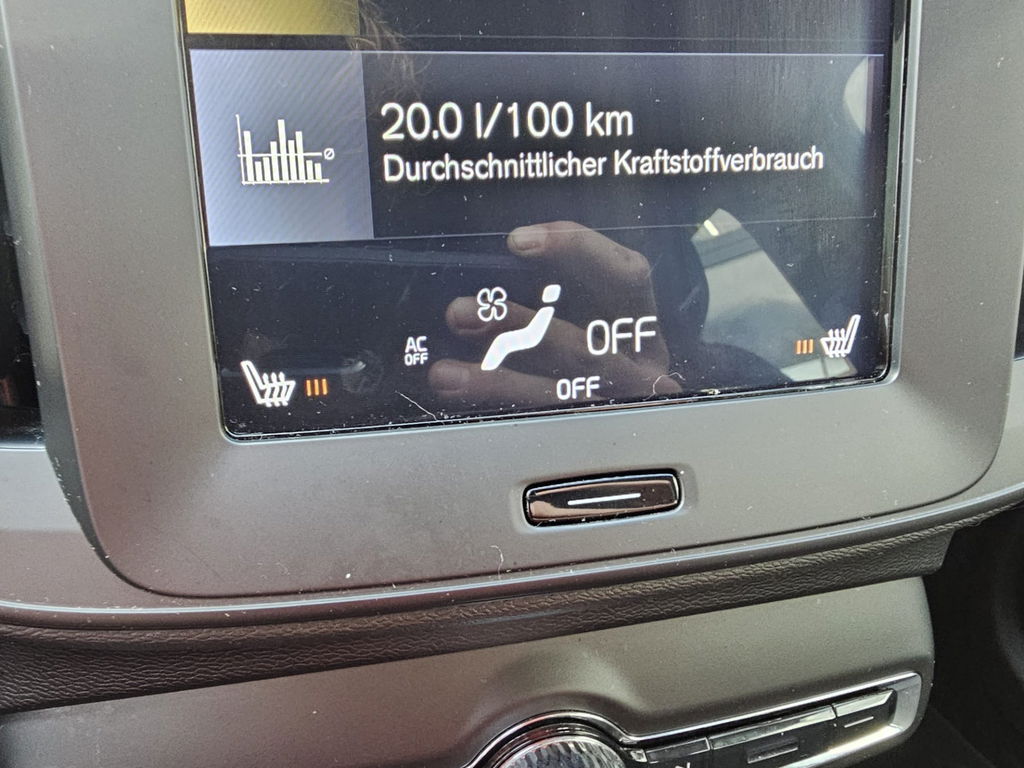 20.0 l/100 km
Durchschnittlicher Kraftstoffverbrauch
AC
OFF
OFF
OFF